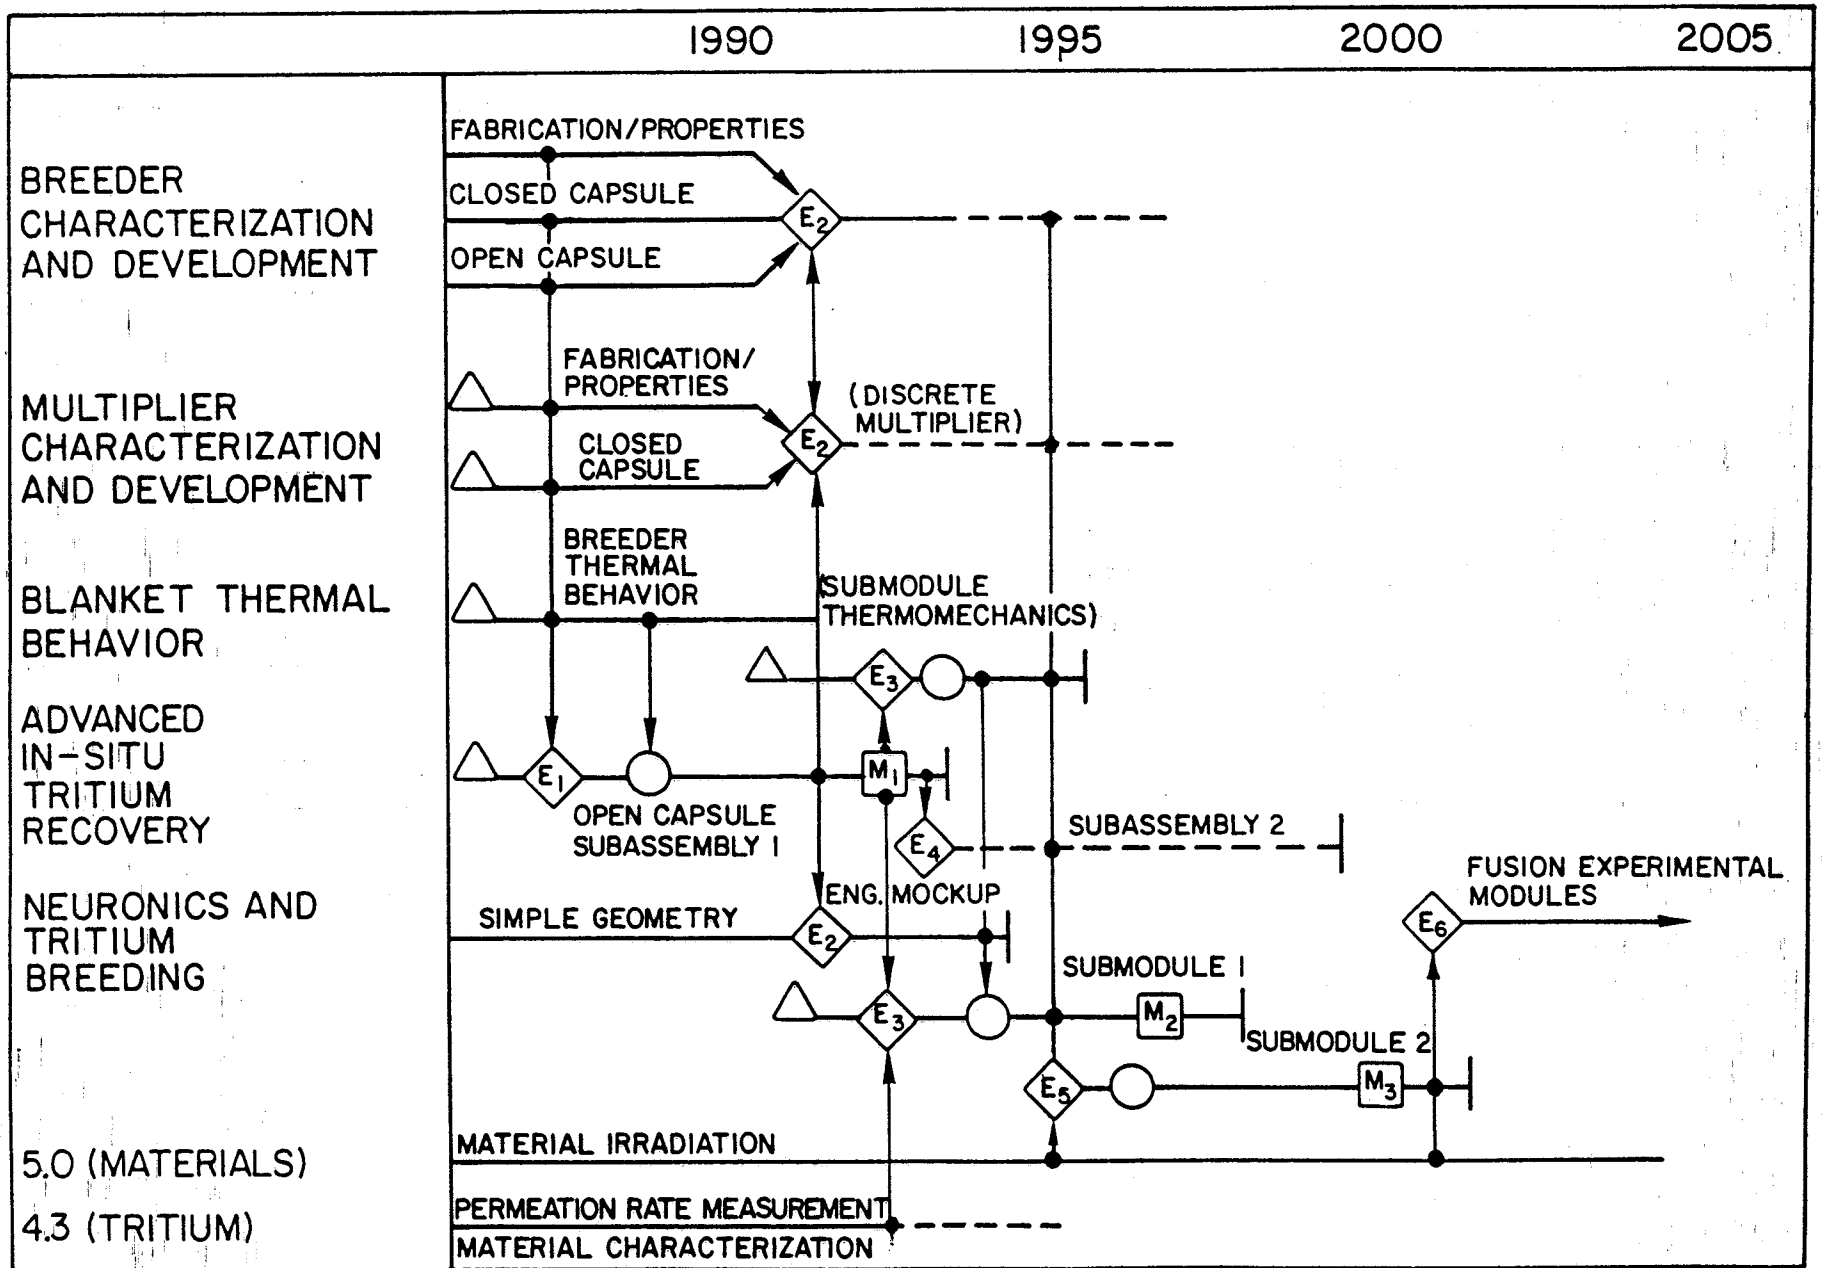 1990 1995 2000 2005
FABRICATION/PROPERTIES
BREEDER
CHARACTERIZATION
AND DEVELOPMENT
CLOSED CAPSULE
E2
OPEN CAPSULE
MULTIPLIER
CHARACTERIZATION
AND DEVELOPMENT
FABRICATION/
PROPERTIES
(DISCRETE
MULTIPLIER)
E2
CLOSED
CAPSULE
BLANKET THERMAL
BEHAVIOR
BREEDER
THERMAL
BEHAVIOR
(SUBMODULE
THERMOMECHANICS)
E3
ADVANCED
IN-SITU
TRITIUM
RECOVERY
E1
M1
OPEN CAPSULE
SUBASSEMBLY 1
E4
SUBASSEMBLY 2
FUSION EXPERIMENTAL
MODULES
E6
NEURONICS AND
TRITIUM
BREEDING
SIMPLE GEOMETRY
ENG. MOCKUP
E2
SUBMODULE 1
E3
M2
SUBMODULE 2
E5
M3
5.0 (MATERIALS)
MATERIAL IRRADIATION
4.3 (TRITIUM)
PERMEATION RATE MEASUREMENT
MATERIAL CHARACTERIZATION